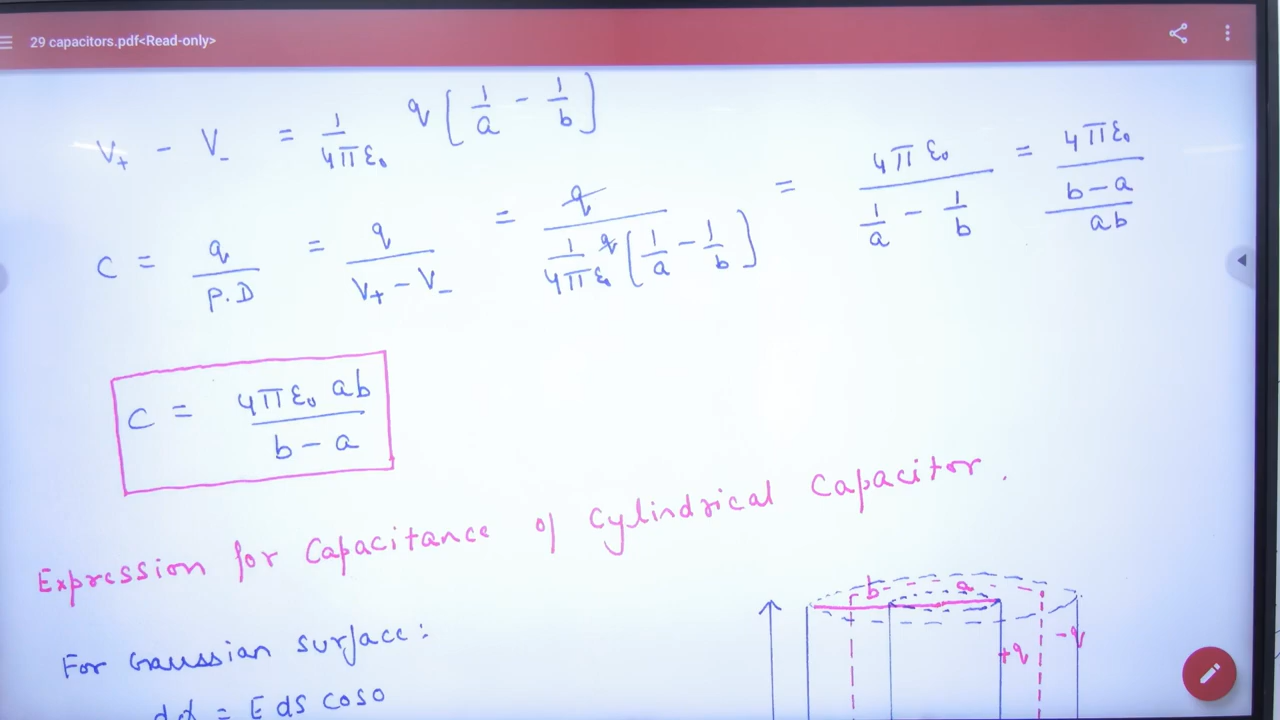 29 capacitors.pdf<Read-only>
V₊ - V₋ = 1/4πε₀ q [1/a - 1/b]
C = q/P.D = q/V₊ - V₋ = q/(1/4πε₀ q [1/a - 1/b]) = 4πε₀/(1/a - 1/b) = 4πε₀/((b-a)/ab)
C = 4πε₀ ab/b - a
Expression for Capacitance of Cylindrical Capacitor.
b a
For Gaussian surface:
+q -q
dφ = E ds cos0